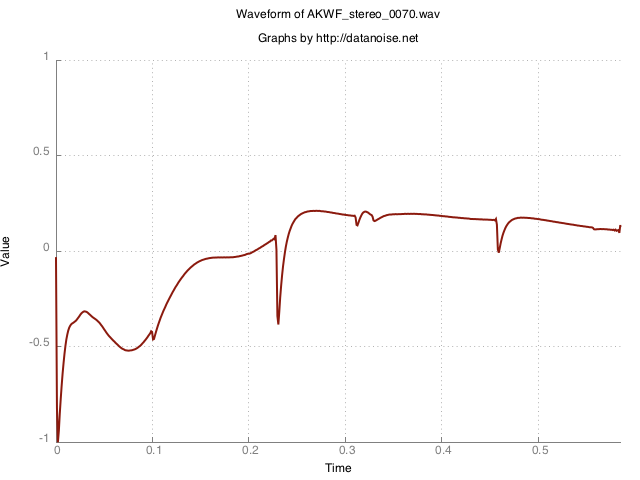 Waveform of AKWF_stereo_0070.wav
Graphs by http://datanoise.net
1
0.5
0
-0.5
-1
Value
0 0.1 0.2 0.3 0.4 0.5
Time